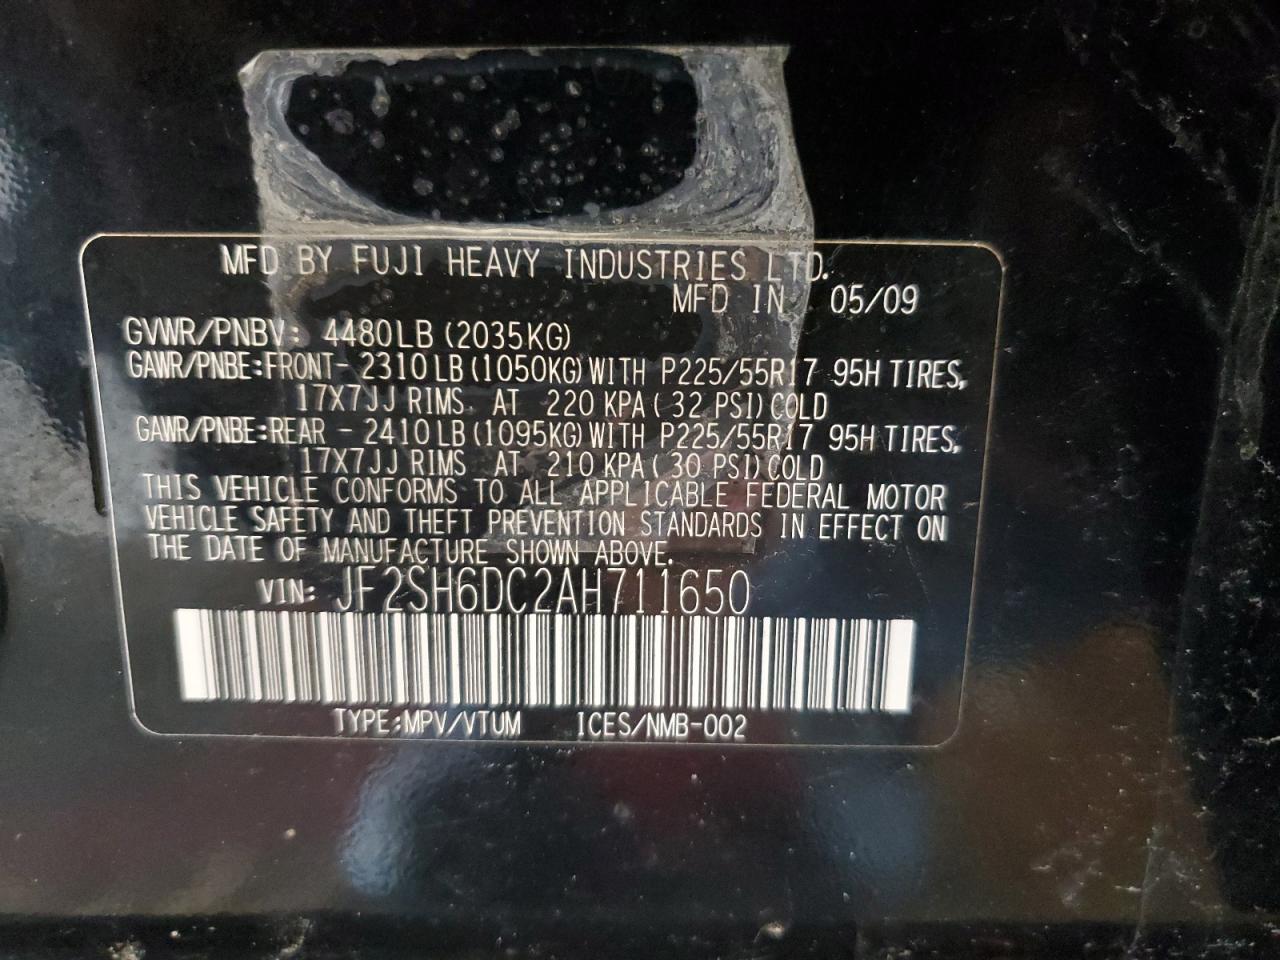 MFD BY FUJI HEAVY INDUSTRIES LTD.
MFD IN 05/09
GVWR/PNBV: 4480LB (2035KG)
GAWR/PNBE:FRONT- 2310LB (1050KG) WITH P225/55R17 95H TIRES,
17X7JJ RIMS AT 220 KPA ( 32 PSI) COLD
GAWR/PNBE:REAR - 2410LB (1095KG) WITH P225/55R17 95H TIRES,
17X7JJ RIMS AT 210 KPA ( 30 PSI) COLD
THIS VEHICLE CONFORMS TO ALL APPLICABLE FEDERAL MOTOR
VEHICLE SAFETY AND THEFT PREVENTION STANDARDS IN EFFECT ON
THE DATE OF MANUFACTURE SHOWN ABOVE.
VIN: JF2SH6DC2AH711650
TYPE:MPV/VTUM ICES/NMB-002